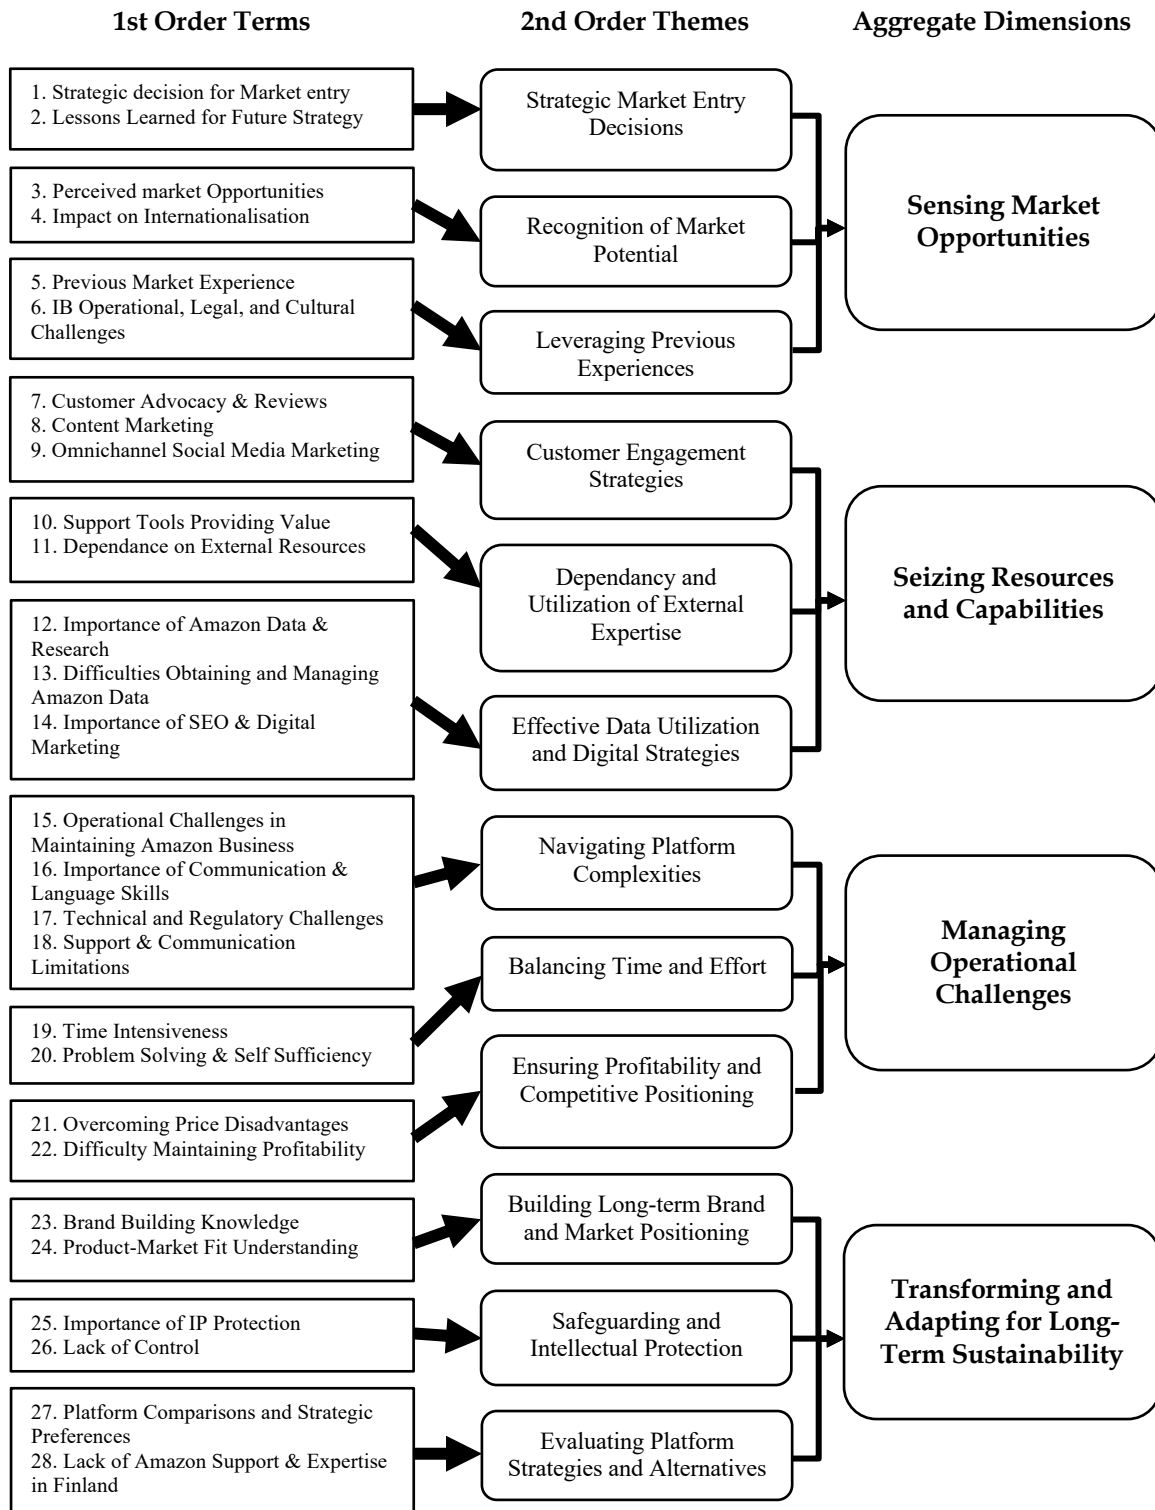 1st Order Terms
2nd Order Themes
Aggregate Dimensions
1. Strategic decision for Market entry
2. Lessons Learned for Future Strategy
3. Perceived market Opportunities
4. Impact on Internationalisation
5. Previous Market Experience
6. IB Operational, Legal, and Cultural
Challenges
7. Customer Advocacy & Reviews
8. Content Marketing
9. Omnichannel Social Media Marketing
10. Support Tools Providing Value
11. Dependance on External Resources
12. Importance of Amazon Data &
Research
13. Difficulties Obtaining and Managing
Amazon Data
14. Importance of SEO & Digital
Marketing
15. Operational Challenges in
Maintaining Amazon Business
16. Importance of Communication &
Language Skills
17. Technical and Regulatory Challenges
18. Support & Communication
Limitations
19. Time Intensiveness
20. Problem Solving & Self Sufficiency
21. Overcoming Price Disadvantages
22. Difficulty Maintaining Profitability
23. Brand Building Knowledge
24. Product-Market Fit Understanding
25. Importance of IP Protection
26. Lack of Control
27. Platform Comparisons and Strategic
Preferences
28. Lack of Amazon Support & Expertise
in Finland
Strategic Market Entry
Decisions
Recognition of Market
Potential
Leveraging Previous
Experiences
Customer Engagement
Strategies
Dependancy and
Utilization of External
Expertise
Effective Data Utilization
and Digital Strategies
Navigating Platform
Complexities
Balancing Time and Effort
Ensuring Profitability and
Competitive Positioning
Building Long-term Brand
and Market Positioning
Safeguarding and
Intellectual Protection
Evaluating Platform
Strategies and Alternatives
Sensing Market
Opportunities
Seizing Resources
and Capabilities
Managing
Operational
Challenges
Transforming and
Adapting for Long-
Term Sustainability